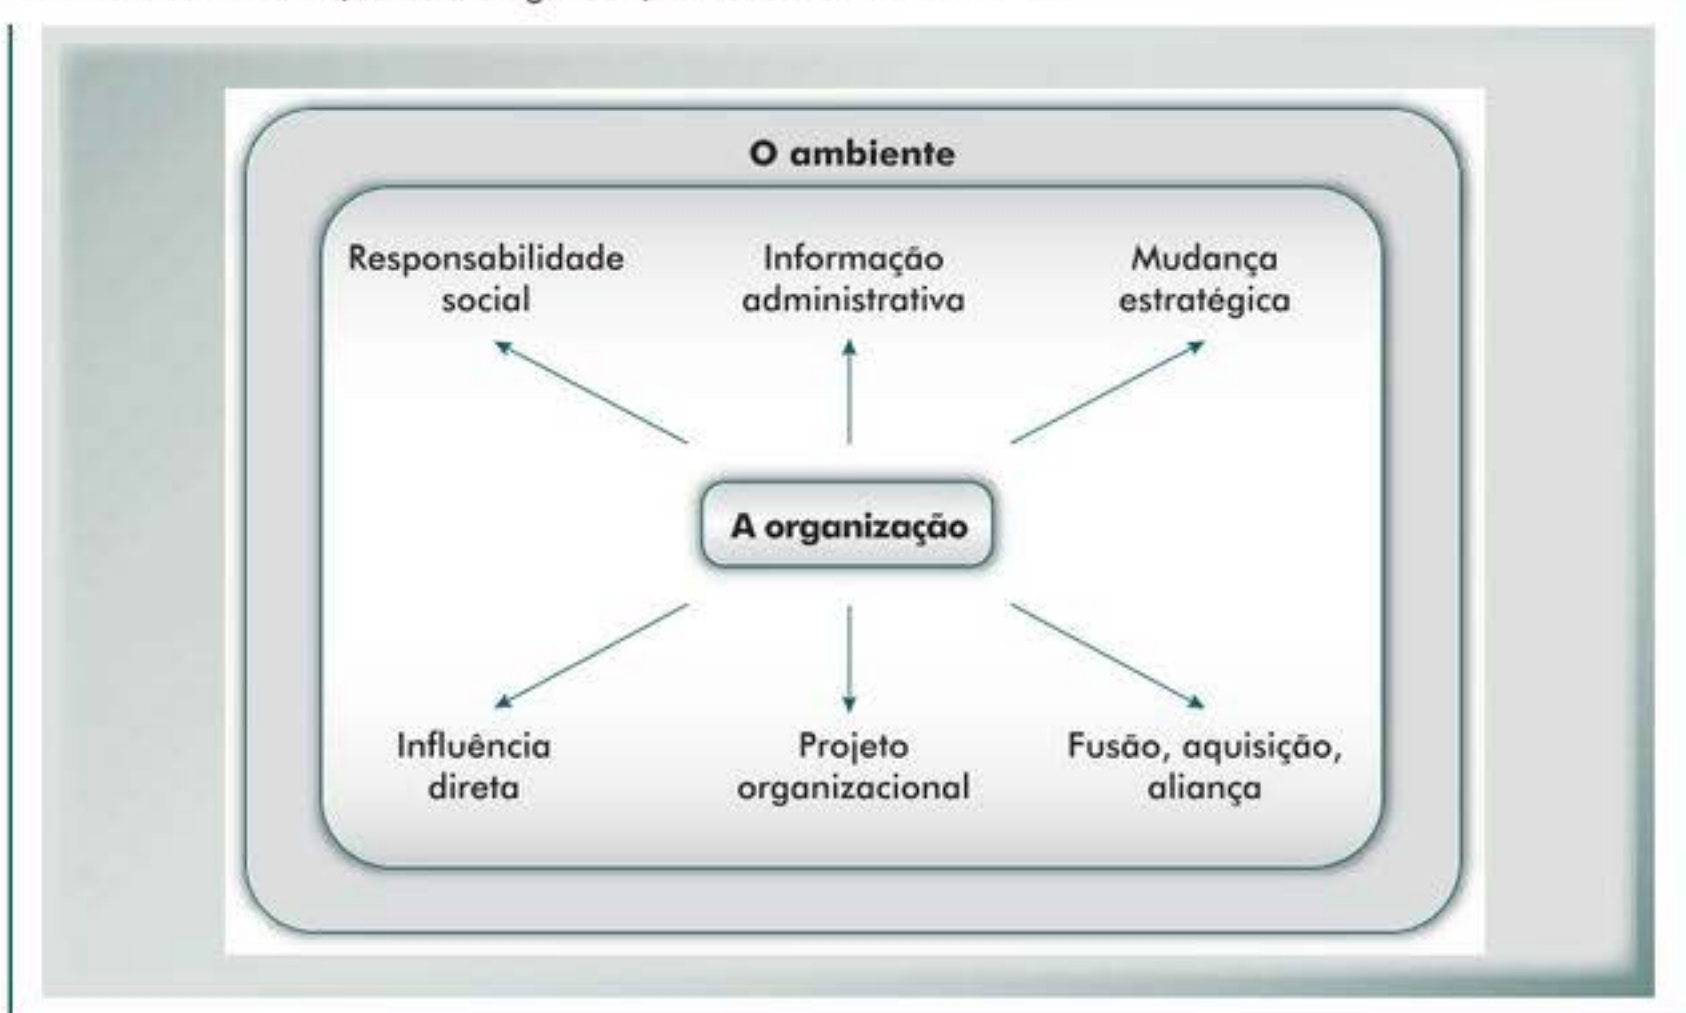 O ambiente
Responsabilidade
social
Informação
administrativa
Mudança
estratégica
A organização
Influência
direta
Projeto
organizacional
Fusão, aquisição,
aliança